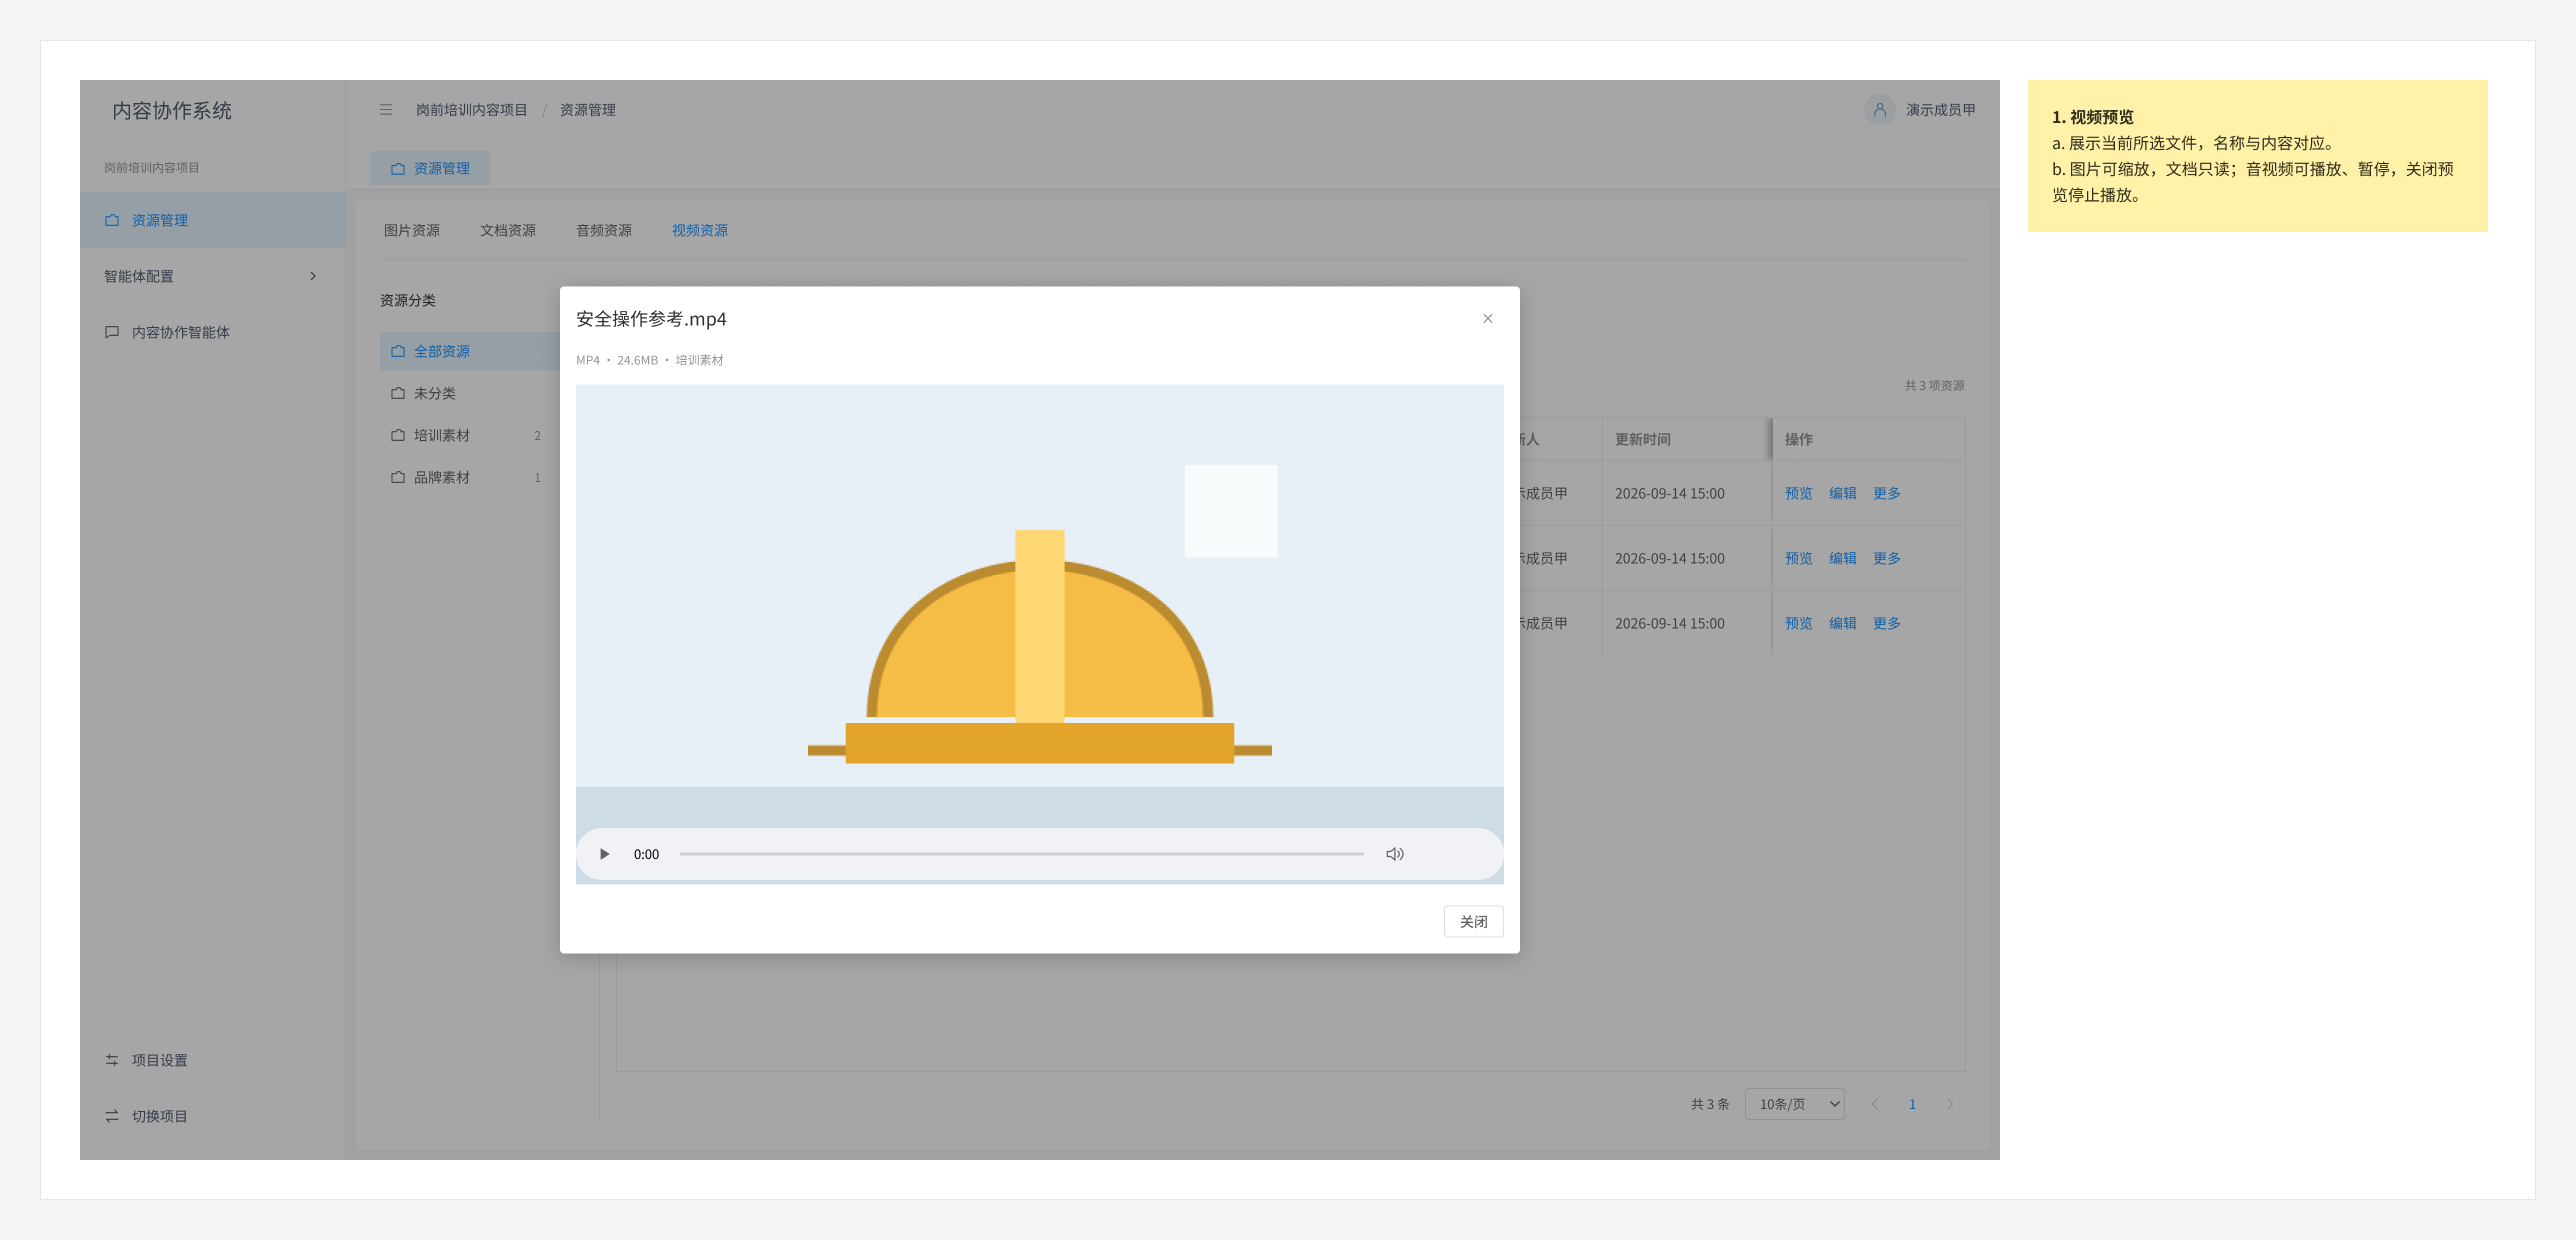 内容协作系统
岗前培训内容项目
资源管理
智能体配置
内容协作智能体
项目设置
切换项目
岗前培训内容项目 / 资源管理
演示成员甲
资源管理
图片资源 文档资源 音频资源 视频资源
资源分类
全部资源
未分类
培训素材 2
品牌素材 1
共 3 项资源
人 更新时间 操作
成员甲 2026-09-14 15:00 预览 编辑 更多
成员甲 2026-09-14 15:00 预览 编辑 更多
成员甲 2026-09-14 15:00 预览 编辑 更多
共 3 条 10条/页 1
安全操作参考.mp4
MP4 • 24.6MB • 培训素材
0:00
关闭
1. 视频预览
a. 展示当前所选文件，名称与内容对应。
b. 图片可缩放，文档只读；音视频可播放、暂停，关闭预
览停止播放。